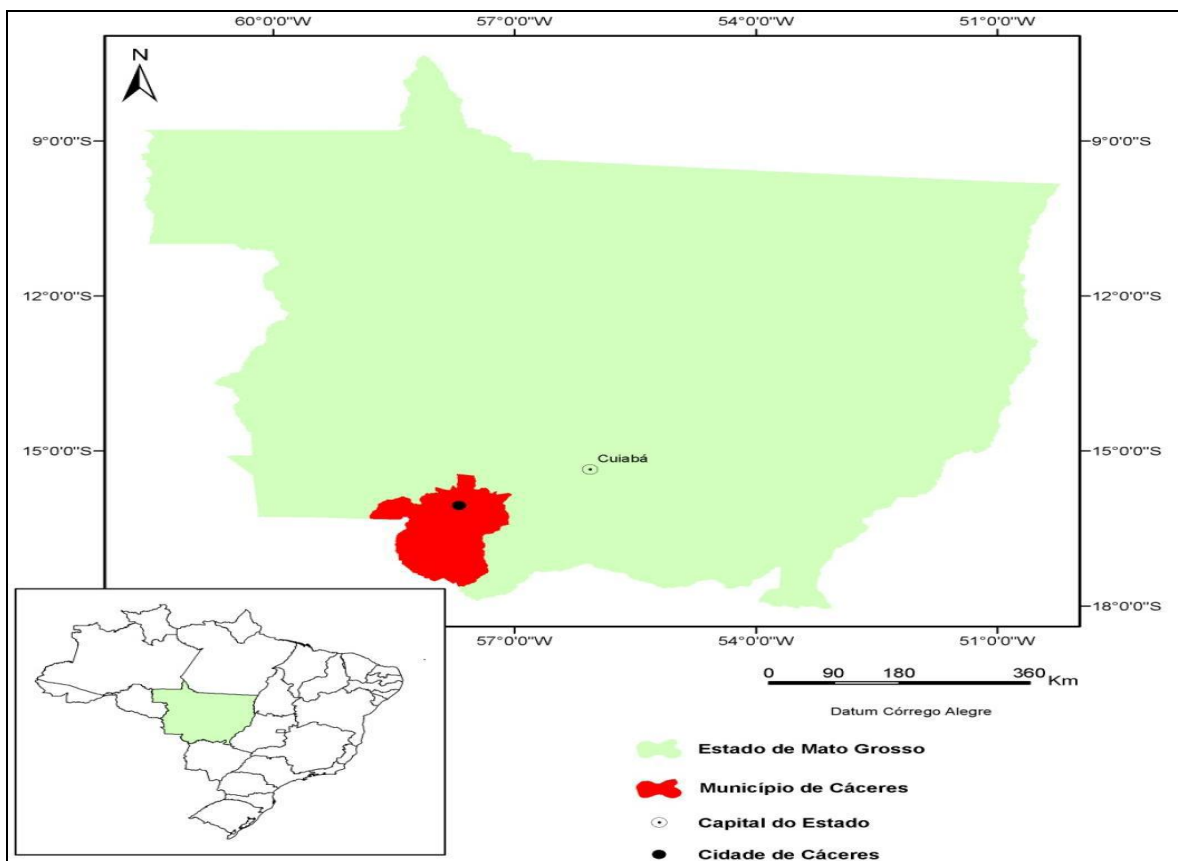 60°0'0"W 57°0'0"W 54°0'0"W 51°0'0"W
N
9°0'0"S 9°0'0"S
12°0'0"S 12°0'0"S
15°0'0"S 15°0'0"S
Cuiabá
18°0'0"S
57°0'0"W 54°0'0"W 51°0'0"W
0 90 180 360 Km
Datum Córrego Alegre
Estado de Mato Grosso
Município de Cáceres
Capital do Estado
Cidade de Cáceres